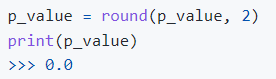 p_value = round(p_value, 2)
print(p_value)
>>> 0.0